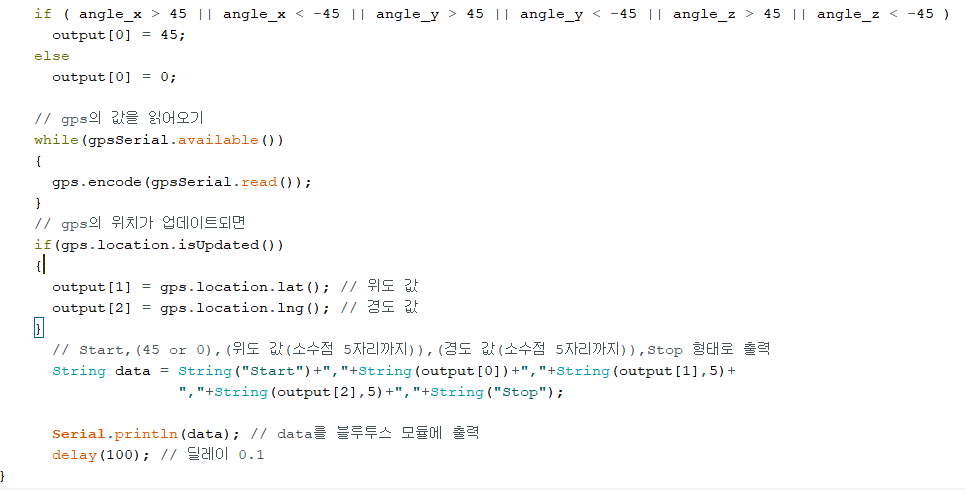 if ( angle_x > 45 || angle_x < -45 || angle_y > 45 || angle_y < -45 || angle_z > 45 || angle_z < -45 )
output[0] = 45;
else
output[0] = 0;
// gps의 값을 읽어오기
while(gpsSerial.available())
{
gps.encode(gpsSerial.read());
}
// gps의 위치가 업데이트되면
if(gps.location.isUpdated())
{
output[1] = gps.location.lat(); // 위도 값
output[2] = gps.location.lng(); // 경도 값
}
// Start,(45 or 0),(위도 값(소수점 5자리까지)),(경도 값(소수점 5자리까지)),Stop 형태로 출력
String data = String("Start")+","+String(output[0])+","+String(output[1],5)+
","+String(output[2],5)+","+String("Stop");
Serial.println(data); // data를 블루투스 모듈에 출력
delay(100); // 딜레이 0.1
}